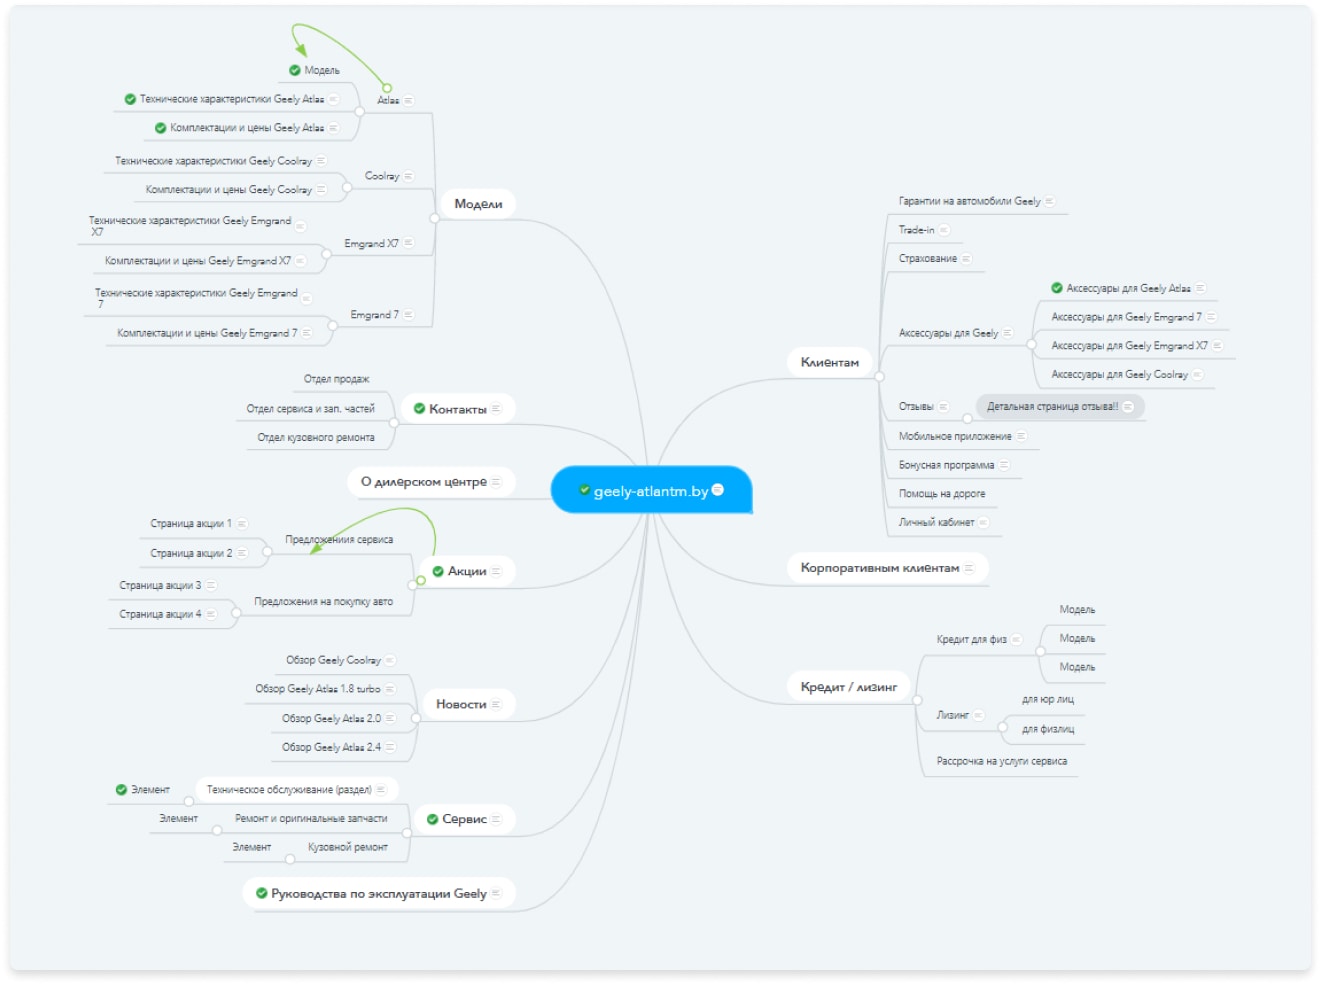 Модель
Atlas
Технические характеристики Geely Atlas
Комплектации и цены Geely Atlas
Технические характеристики Geely Coolray
Coolray
Комплектации и цены Geely Coolray
Модели
Технические характеристики Geely Emgrand
X7
Emgrand X7
Комплектации и цены Geely Emgrand X7
Технические характеристики Geely Emgrand
7
Emgrand 7
Комплектации и цены Geely Emgrand 7
Отдел продаж
Отдел сервиса и зап. частей
Контакты
Отдел кузовного ремонта
О дилерском центре
geely-atlantm.by
Страница акции 1
Предложениия сервиса
Страница акции 2
Акции
Страница акции 3
Предложения на покупку авто
Страница акции 4
Обзор Geely Coolray
Обзор Geely Atlas 1.8 turbo
Новости
Обзор Geely Atlas 2.0
Обзор Geely Atlas 2.4
Элемент
Техническое обслуживание (раздел)
Элемент
Ремонт и оригинальные запчасти
Сервис
Элемент
Кузовной ремонт
Руководства по эксплуатации Geely
Гарантии на автомобили Geely
Trade-in
Страхование
Аксессуары для Geely Atlas
Аксессуары для Geely Emgrand 7
Аксессуары для Geely
Аксессуары для Geely Emgrand X7
Клиентам
Аксессуары для Geely Coolray
Отзывы
Детальная страница отзыва!!
Мобильное приложение
Бонусная программа
Помощь на дороге
Личный кабинет
Корпоративным клиентам
Модель
Кредит для физ
Модель
Модель
Кредит / лизинг
для юр лиц
Лизинг
для физлиц
Рассрочка на услуги сервиса